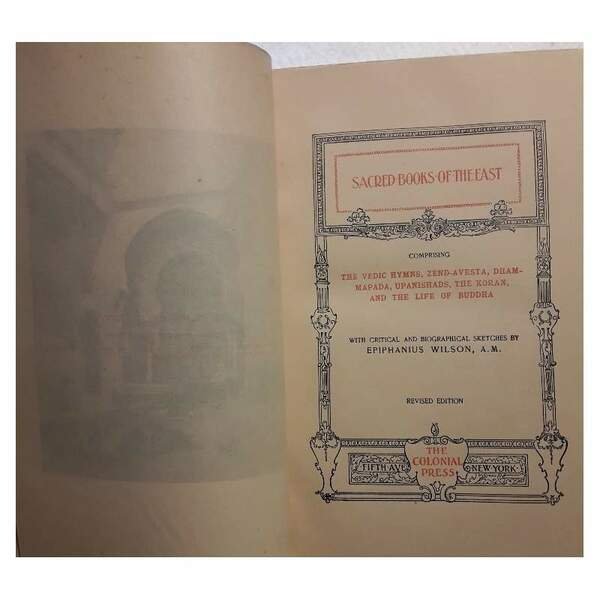 SACRED·BOOKS·OF·THE·EAST
COMPRISING
THE VEDIC HYMNS, ZEND-AVESTA, DHAM-
MAPADA, UPANISHADS, THE KORAN,
AND THE LIFE OF BUDDHA
WITH CRITICAL AND BIOGRAPHICAL SKETCHES BY
EPIPHANIUS WILSON, A.M.
REVISED EDITION
THE
COLONIAL
PRESS
FIFTH AVE NEW YORK